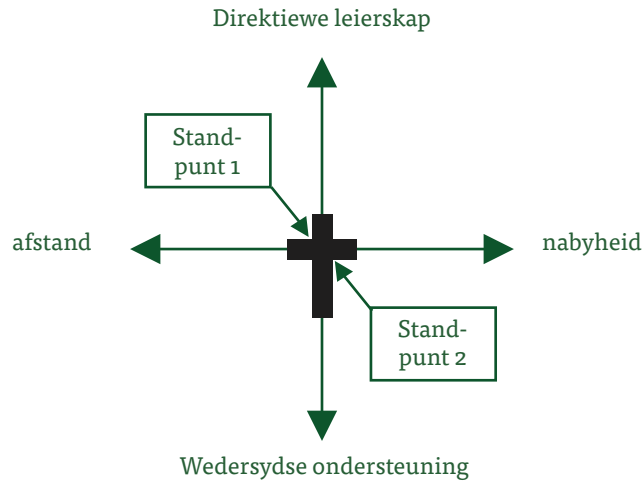 Direktiewe leierskap
Stand-
punt 1
afstand
nabyheid
Stand-
punt 2
Wedersydse ondersteuning